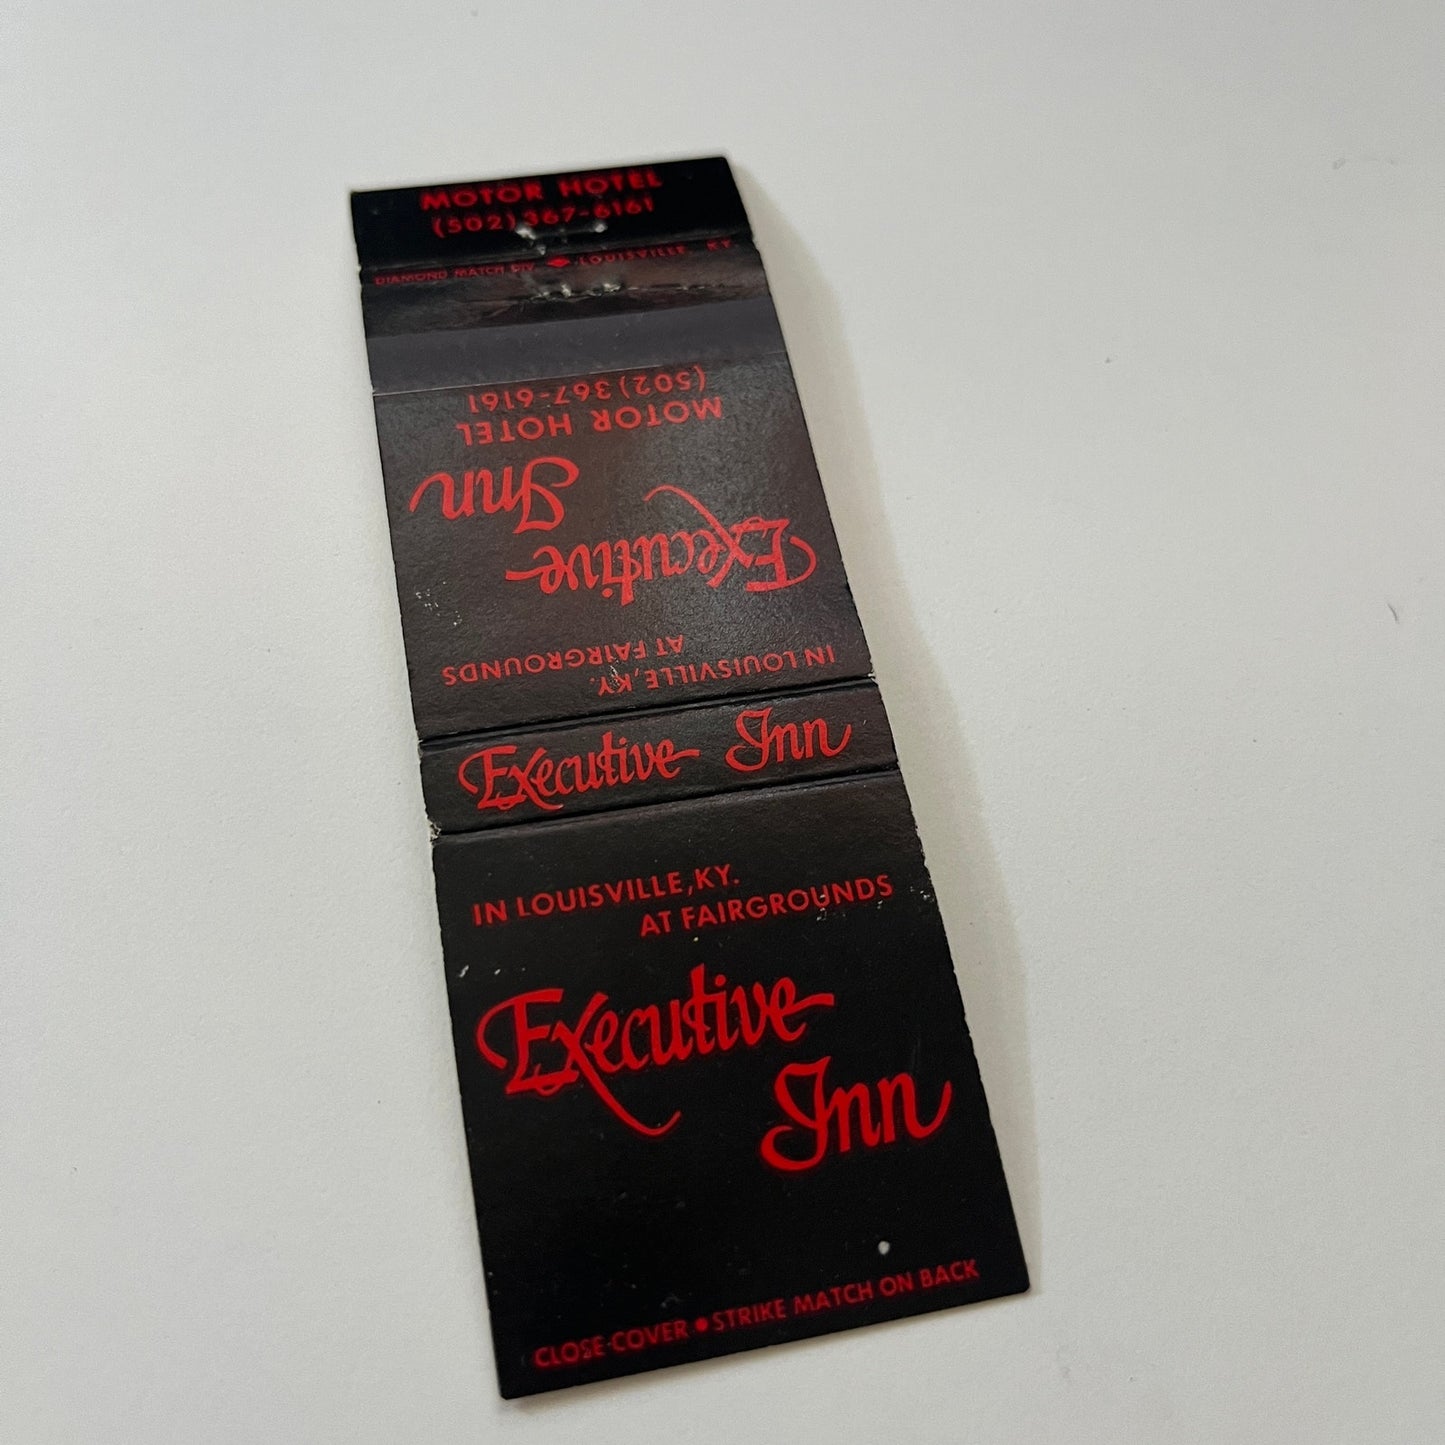 MOTOR HOTEL
(502) 367-6161
DIAMOND MATCH DIV. LOUISVILLE, KY.
IN LOUISVILLE, KY.
AT FAIRGROUNDS
Executive
Inn
MOTOR HOTEL
(502) 367-6161
Executive Inn
IN LOUISVILLE, KY.
AT FAIRGROUNDS
Executive
Inn
CLOSE COVER • STRIKE MATCH ON BACK